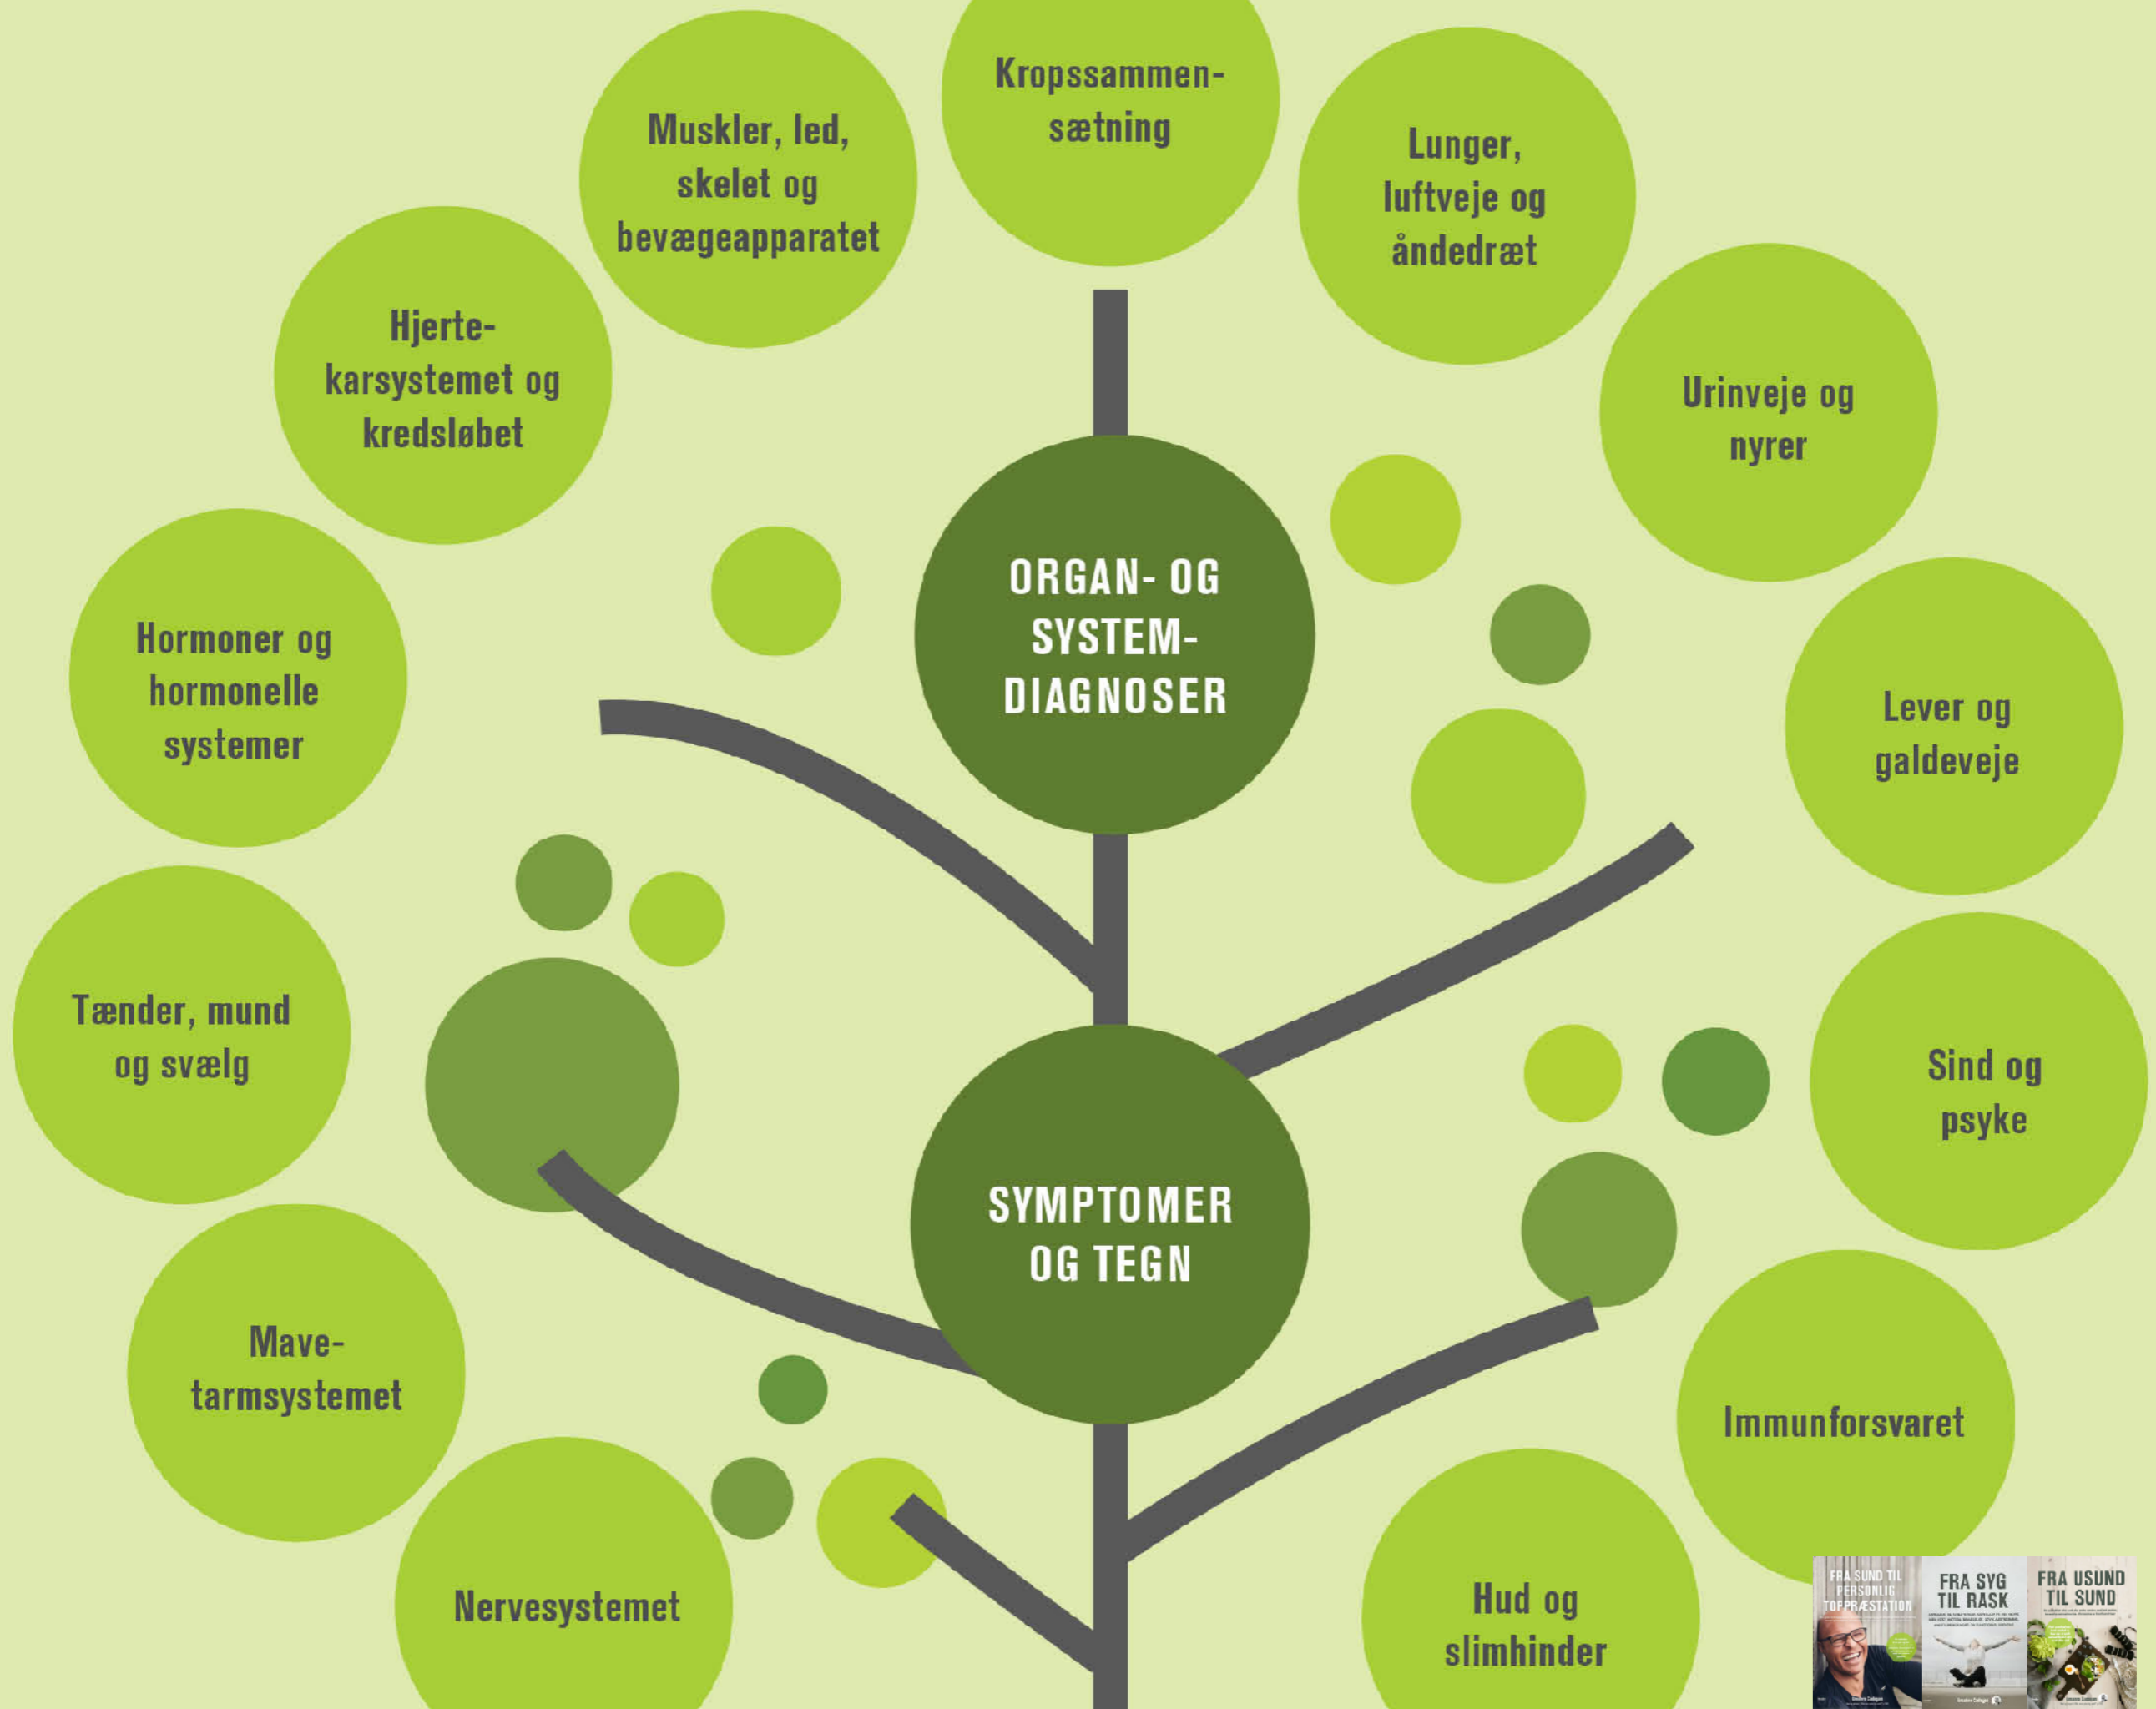 Kropssammen-
sætning
Muskler, led,
skelet og
bevægeapparatet
Lunger,
luftveje og
åndedræt
Hjerte-
karsystemet og
kredsløbet
Urinveje og
nyrer
ORGAN- OG
SYSTEM-
DIAGNOSER
Hormoner og
hormonelle
systemer
Lever og
galdeveje
Tænder, mund
og svælg
Sind og
psyke
SYMPTOMER
OG TEGN
Mave-
tarmsystemet
Immunforsvaret
Nervesystemet
Hud og
slimhinder
FRA SUND TIL
PERSONLIG
TOPPRÆSTATION
FRA SYG
TIL RASK
FRA USUND
TIL SUND